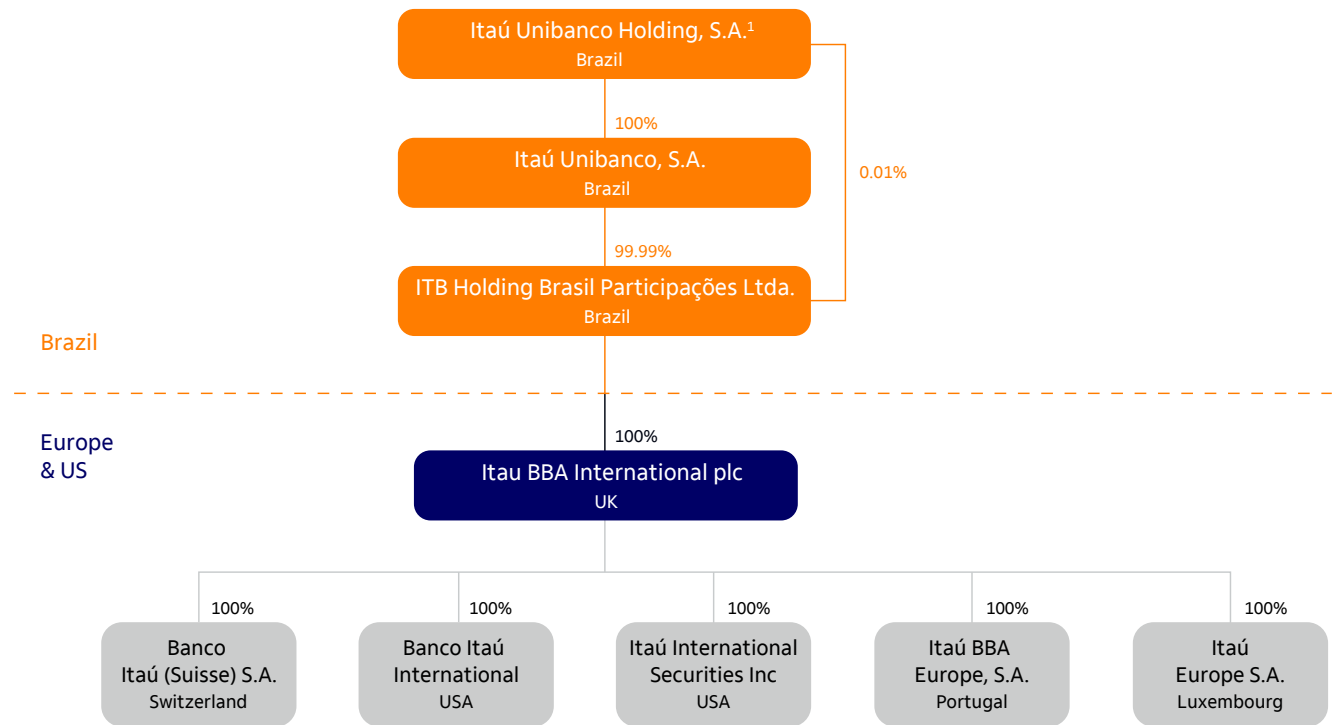 Itaú Unibanco Holding, S.A.¹
Brazil
100%
Itaú Unibanco, S.A.
Brazil
0.01%
99.99%
ITB Holding Brasil Participações Ltda.
Brazil
Brazil
Europe
& US
100%
Itau BBA International plc
UK
100%
100%
100%
100%
100%
Banco
Itaú (Suisse) S.A.
Switzerland
Banco Itaú
International
USA
Itaú International
Securities Inc
USA
Itaú BBA
Europe, S.A.
Portugal
Itaú
Europe S.A.
Luxembourg